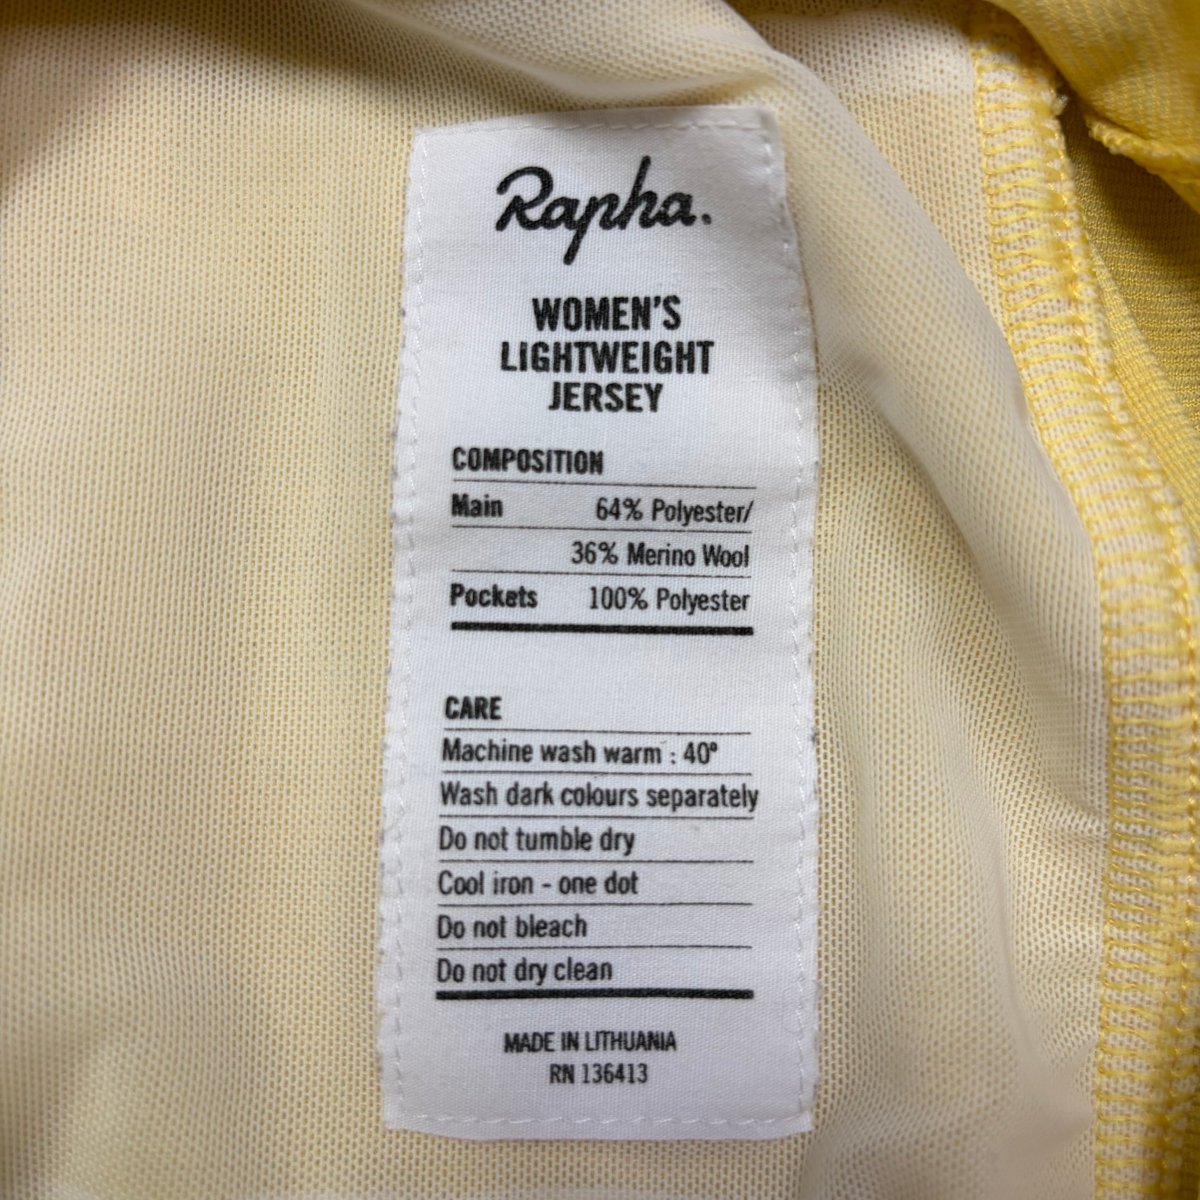 Rapha.
WOMEN'S
LIGHTWEIGHT
JERSEY
COMPOSITION
Main 64% Polyester/
36% Merino Wool
Pockets 100% Polyester
CARE
Machine wash warm : 40°
Wash dark colours separately
Do not tumble dry
Cool iron - one dot
Do not bleach
Do not dry clean
MADE IN LITHUANIA
RN 136413